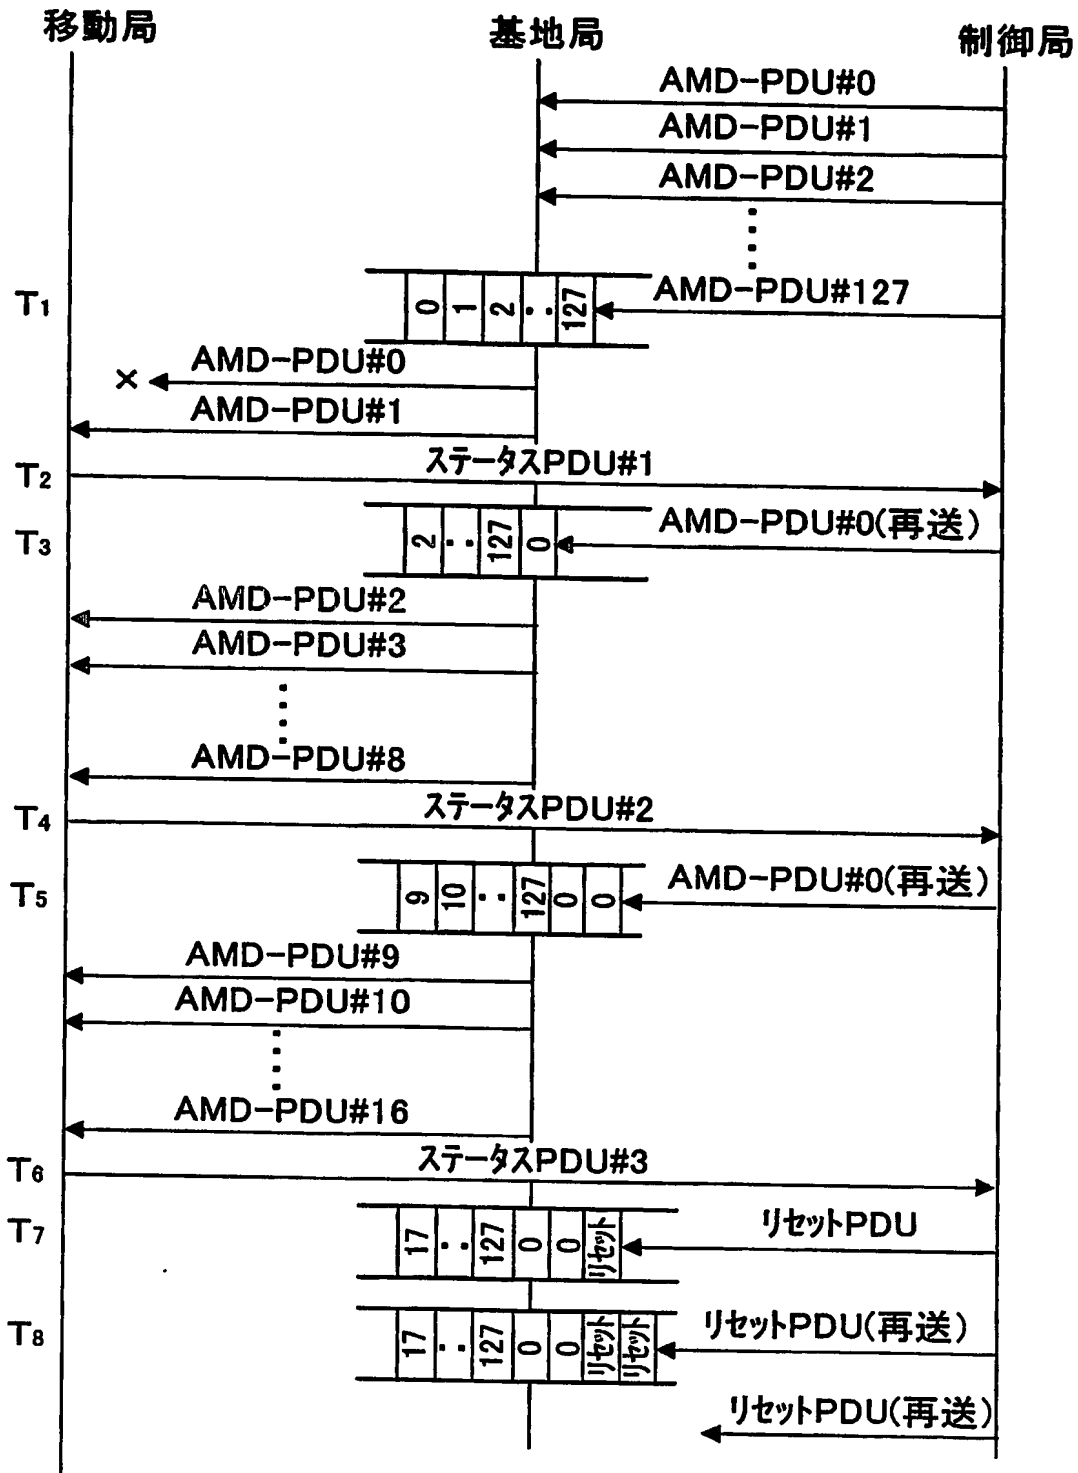 移動局
基地局
制御局
AMD-PDU#0
AMD-PDU#1
AMD-PDU#2
T1
0 1 2 ‥ 127
AMD-PDU#127
× AMD-PDU#0
AMD-PDU#1
T2
ステータスPDU#1
T3
2 ‥ 127 0
AMD-PDU#0(再送)
AMD-PDU#2
AMD-PDU#3
AMD-PDU#8
T4
ステータスPDU#2
T5
9 10 ‥ 127 0 0
AMD-PDU#0(再送)
AMD-PDU#9
AMD-PDU#10
AMD-PDU#16
T6
ステータスPDU#3
T7
17 ‥ 127 0 0 リセット
リセットPDU
T8
17 ‥ 127 0 0 リセット リセット
リセットPDU(再送)
リセットPDU(再送)